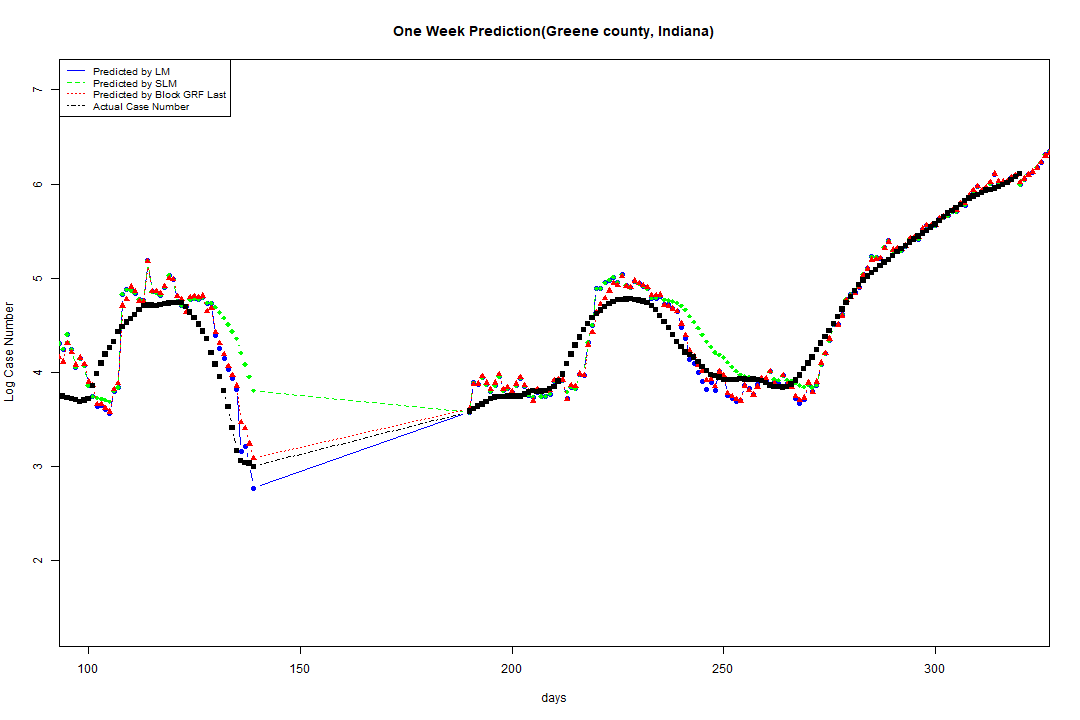 One Week Prediction(Greene county, Indiana)
Predicted by LM
Predicted by SLM
Predicted by Block GRF Last
Actual Case Number
Log Case Number
7
6
5
4
3
2
100 150 200 250 300
days